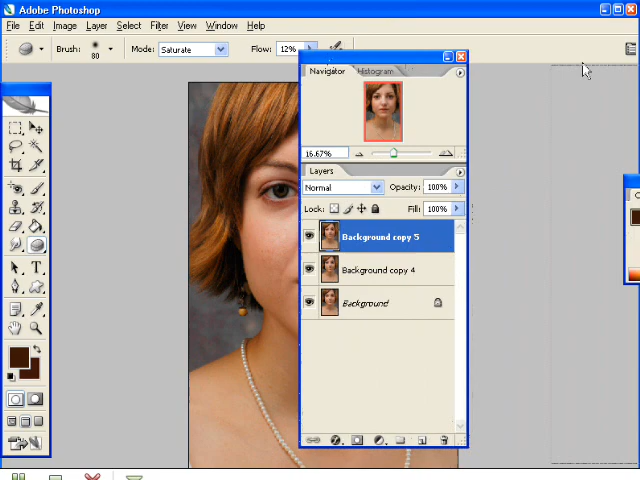 Adobe Photoshop
File Edit Image Layer Select Filter View Window Help
Brush: 80 Mode: Saturate Flow: 12%
Navigator Histogram
16.67%
Layers
Normal Opacity: 100%
Lock: Fill: 100%
Background copy 5
Background copy 4
Background
T